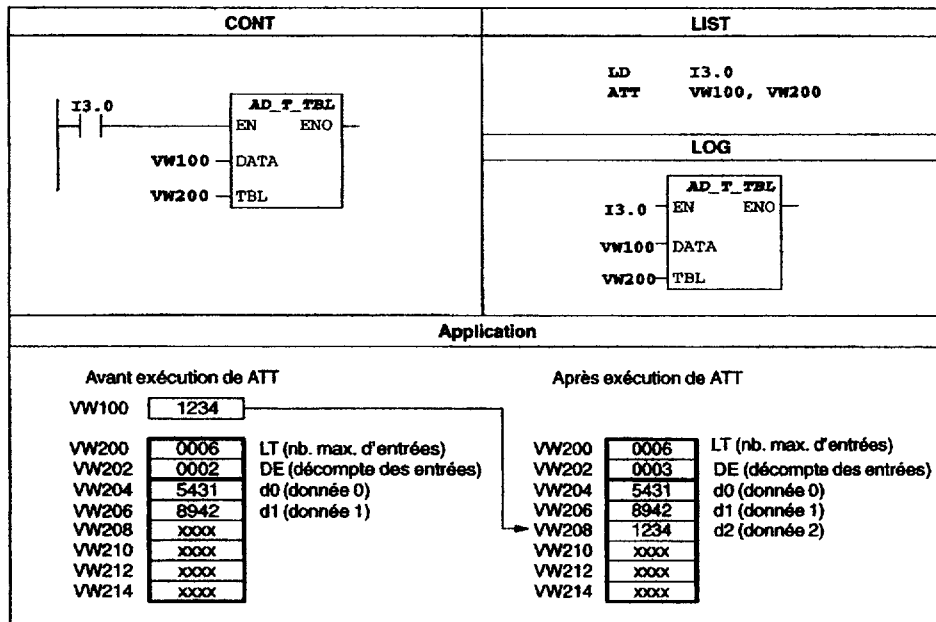 CONT
I3.0
AD_T_TBL
EN ENO
VW100 DATA
VW200 TBL
LIST
LD I3.0
ATT VW100, VW200
LOG
AD_T_TBL
I3.0 EN ENO
VW100 DATA
VW200 TBL
Application
Avant exécution de ATT
VW100 1234
VW200 0006 LT (nb. max. d'entrées)
VW202 0002 DE (décompte des entrées)
VW204 5431 d0 (donnée 0)
VW206 8942 d1 (donnée 1)
VW208 xxxx
VW210 xxxx
VW212 xxxx
VW214 xxxx
Après exécution de ATT
VW200 0006 LT (nb. max. d'entrées)
VW202 0003 DE (décompte des entrées)
VW204 5431 d0 (donnée 0)
VW206 8942 d1 (donnée 1)
VW208 1234 d2 (donnée 2)
VW210 xxxx
VW212 xxxx
VW214 xxxx